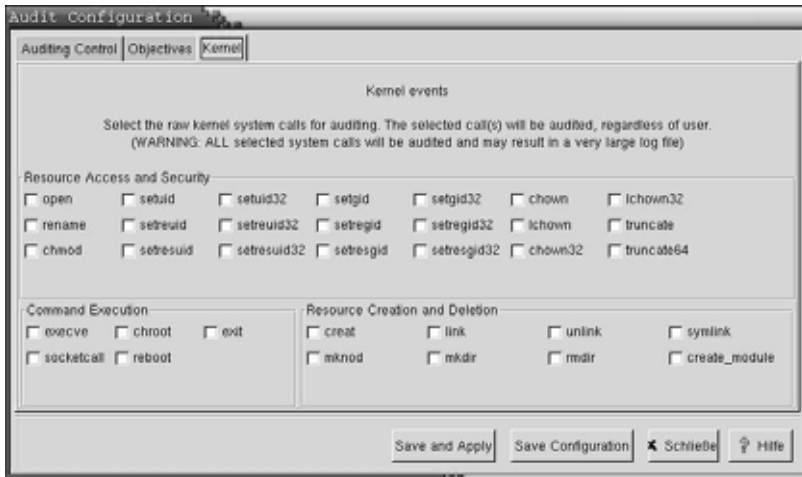 Audit Configuration
Auditing Control Objectives Kernel
Kernel events
Select the raw kernel system calls for auditing. The selected call(s) will be audited, regardless of user.
(WARNING: ALL selected system calls will be audited and may result in a very large log file)
Resource Access and Security
open setuid setuid32 setgid setgid32 chown lchown32
rename setreuid setreuid32 setregid setregid32 lchown truncate
chmod setresuid setresuid32 setresgid setresgid32 chown32 truncate64
Command Execution
execve chroot exit
socketcall reboot
Resource Creation and Deletion
creat link unlink symlink
mknod mkdir rmdir create_module
Save and Apply Save Configuration Schließe Hilfe